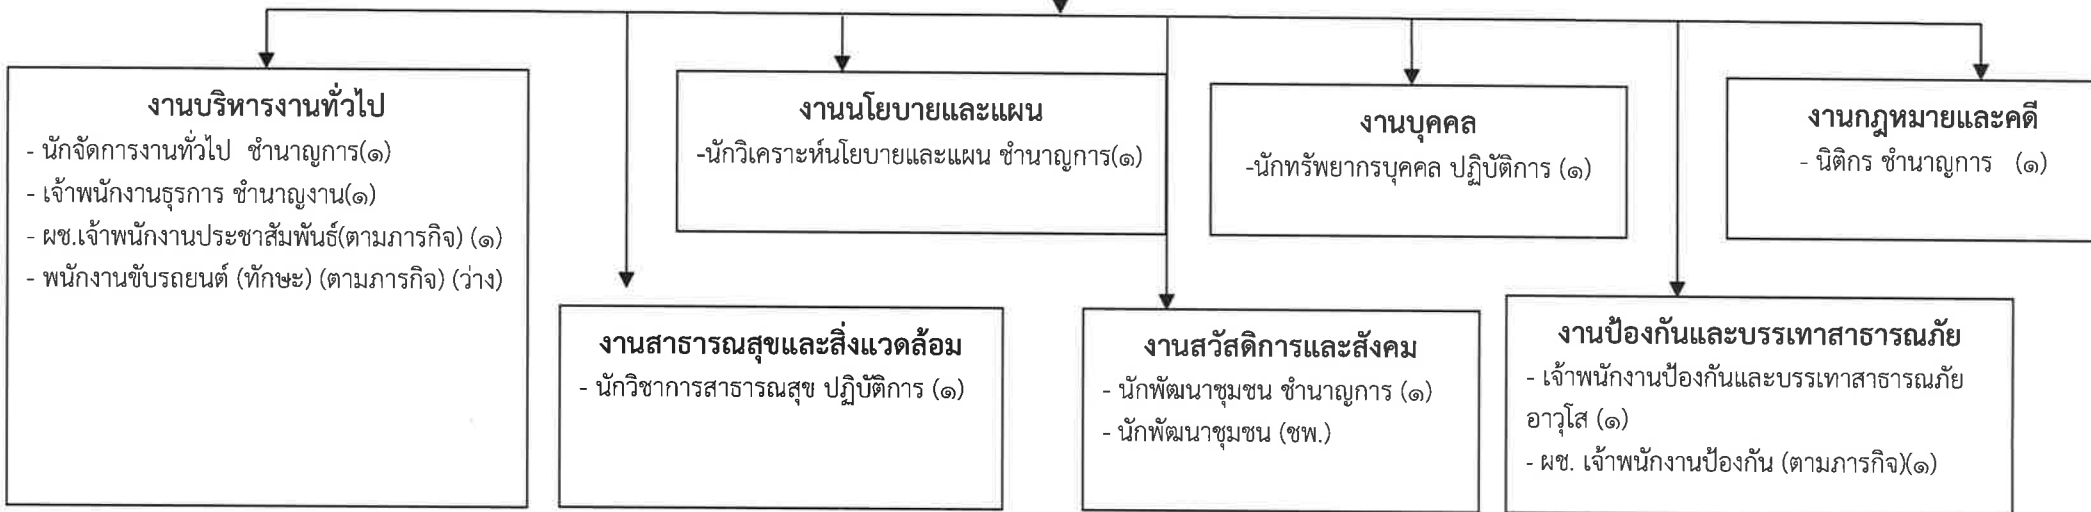 งานบริหารงานทั่วไป
- นักจัดการงานทั่วไป ชำนาญการ(๑)
- เจ้าพนักงานธุรการ ชำนาญงาน(๑)
- ผช.เจ้าพนักงานประชาสัมพันธ์(ตามภารกิจ) (๑)
- พนักงานขับรถยนต์ (ทักษะ) (ตามภารกิจ) (ว่าง)
งานนโยบายและแผน
-นักวิเคราะห์นโยบายและแผน ชำนาญการ(๑)
งานบุคคล
-นักทรัพยากรบุคคล ปฏิบัติการ (๑)
งานกฎหมายและคดี
- นิติกร ชำนาญการ (๑)
งานสาธารณสุขและสิ่งแวดล้อม
- นักวิชาการสาธารณสุข ปฏิบัติการ (๑)
งานสวัสดิการและสังคม
- นักพัฒนาชุมชน ชำนาญการ (๑)
- นักพัฒนาชุมชน (ชพ.)
งานป้องกันและบรรเทาสาธารณภัย
- เจ้าพนักงานป้องกันและบรรเทาสาธารณภัย
อาวุโส (๑)
- ผช. เจ้าพนักงานป้องกัน (ตามภารกิจ)(๑)